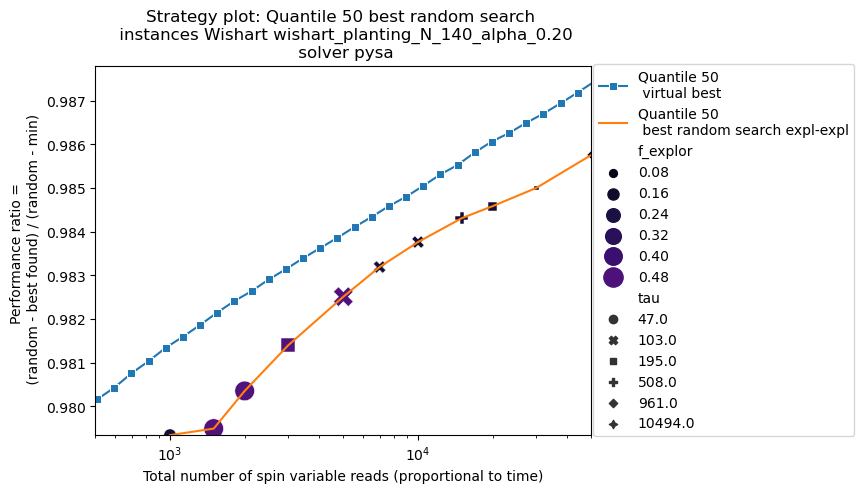 Strategy plot: Quantile 50 best random search
instances Wishart wishart_planting_N_140_alpha_0.20
solver pysa
Performance ratio =
(random - best found) / (random - min)
0.987
0.986
0.985
0.984
0.983
0.982
0.981
0.980
10^3
10^4
Total number of spin variable reads (proportional to time)
Quantile 50
virtual best
Quantile 50
best random search expl-expl
f_explor
0.08
0.16
0.24
0.32
0.40
0.48
tau
47.0
103.0
195.0
508.0
961.0
10494.0